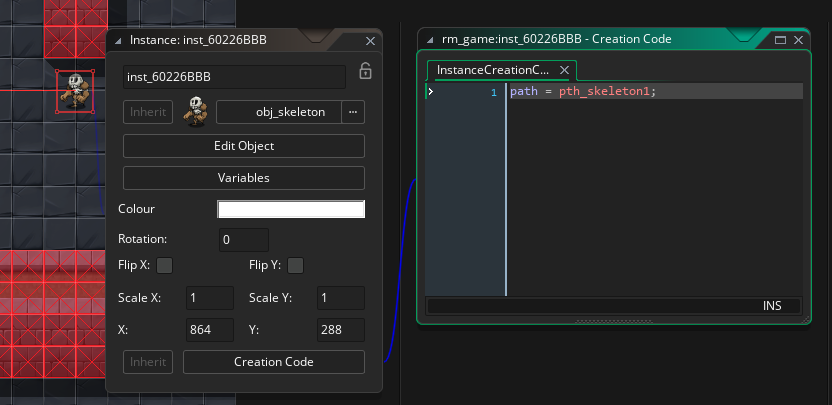 Instance: inst_60226BBB
inst_60226BBB
Inherit
obj_skeleton
...
Edit Object
Variables
Colour
Rotation: 0
Flip X: Flip Y:
Scale X: 1 Scale Y: 1
X: 864 Y: 288
Inherit Creation Code
rm_game:inst_60226BBB - Creation Code
InstanceCreationC...
1 path = pth_skeleton1;
INS